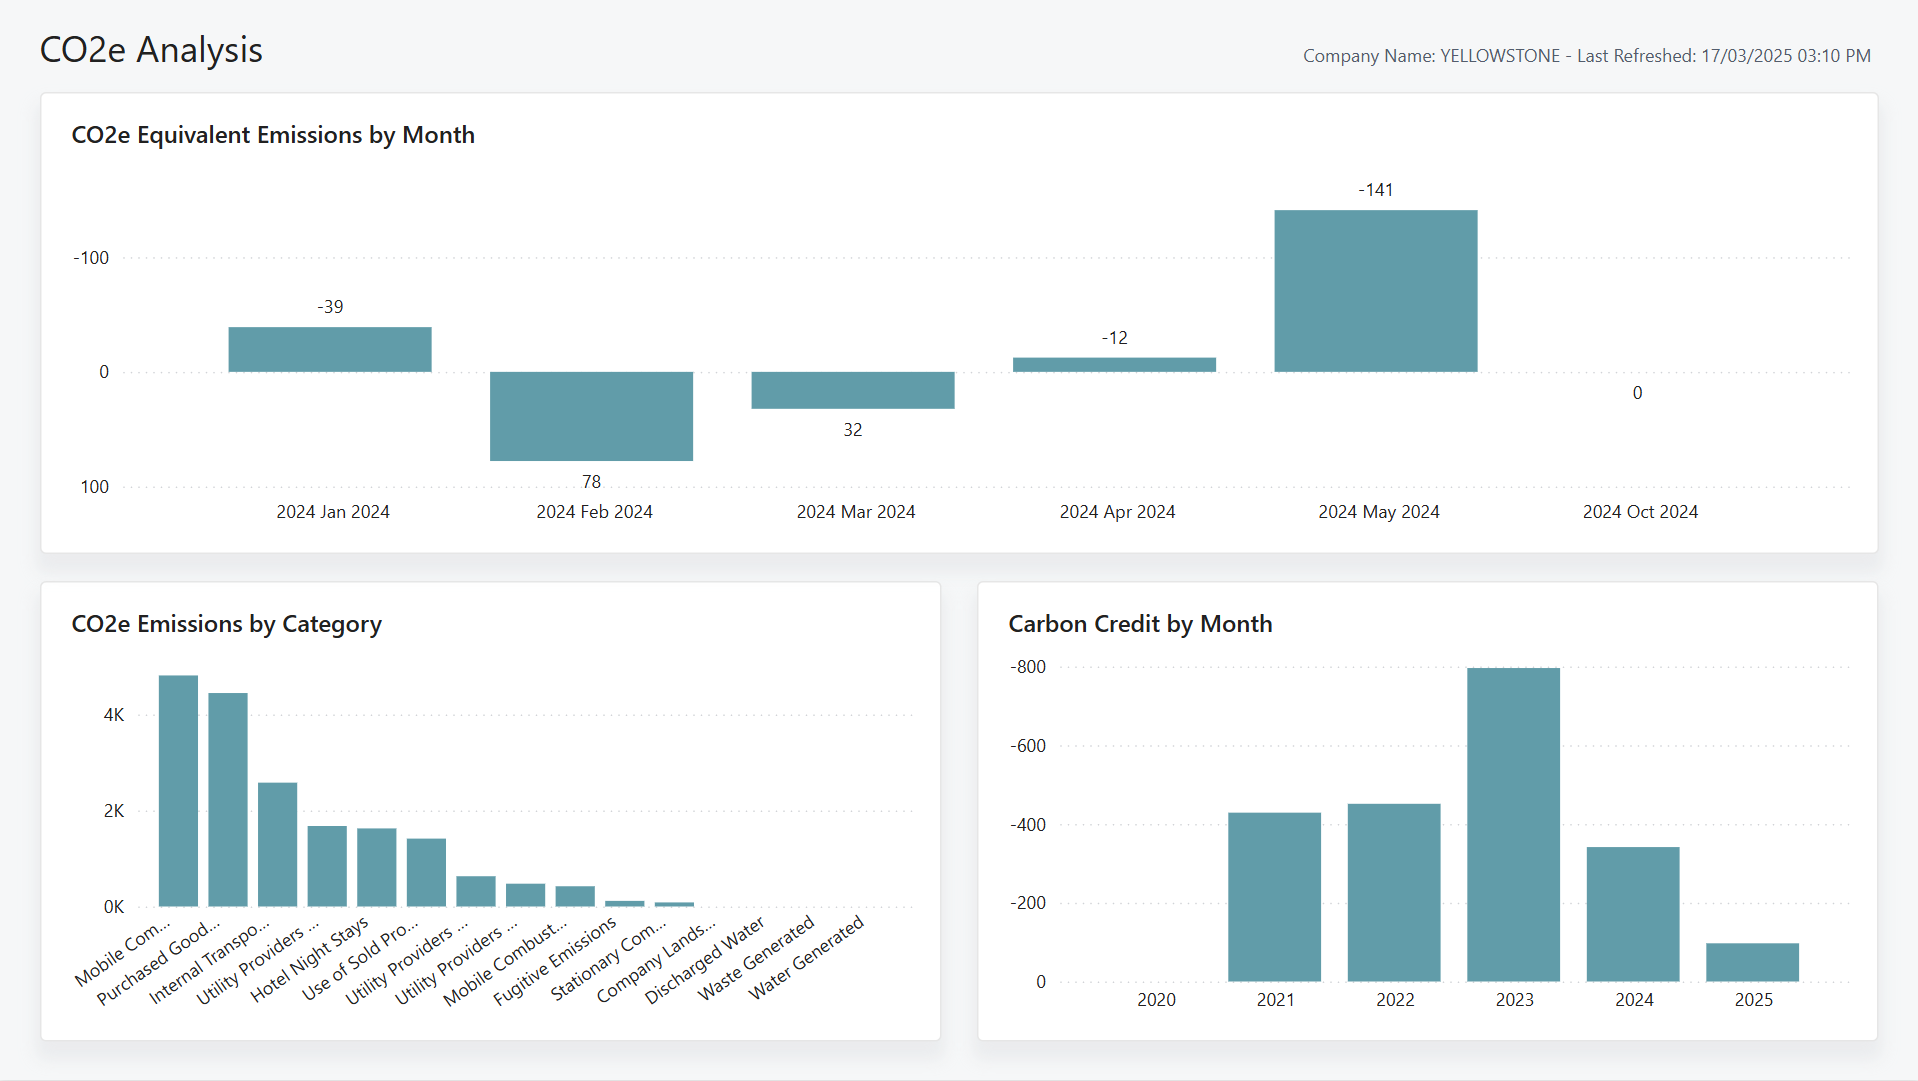 CO2e Analysis
Company Name: YELLOWSTONE - Last Refreshed: 17/03/2025 03:10 PM
CO2e Equivalent Emissions by Month
-141
-100
-39
-12
0
0
32
78
100
2024 Jan 2024
2024 Feb 2024
2024 Mar 2024
2024 Apr 2024
2024 May 2024
2024 Oct 2024
CO2e Emissions by Category
4K
2K
0K
Mobile Com...
Purchased Good...
Internal Transpo...
Utility Providers ...
Hotel Night Stays
Use of Sold Pro...
Utility Providers ...
Utility Providers ...
Mobile Combust...
Fugitive Emissions
Stationary Com...
Company Lands...
Discharged Water
Waste Generated
Water Generated
Carbon Credit by Month
-800
-600
-400
-200
0
2020
2021
2022
2023
2024
2025